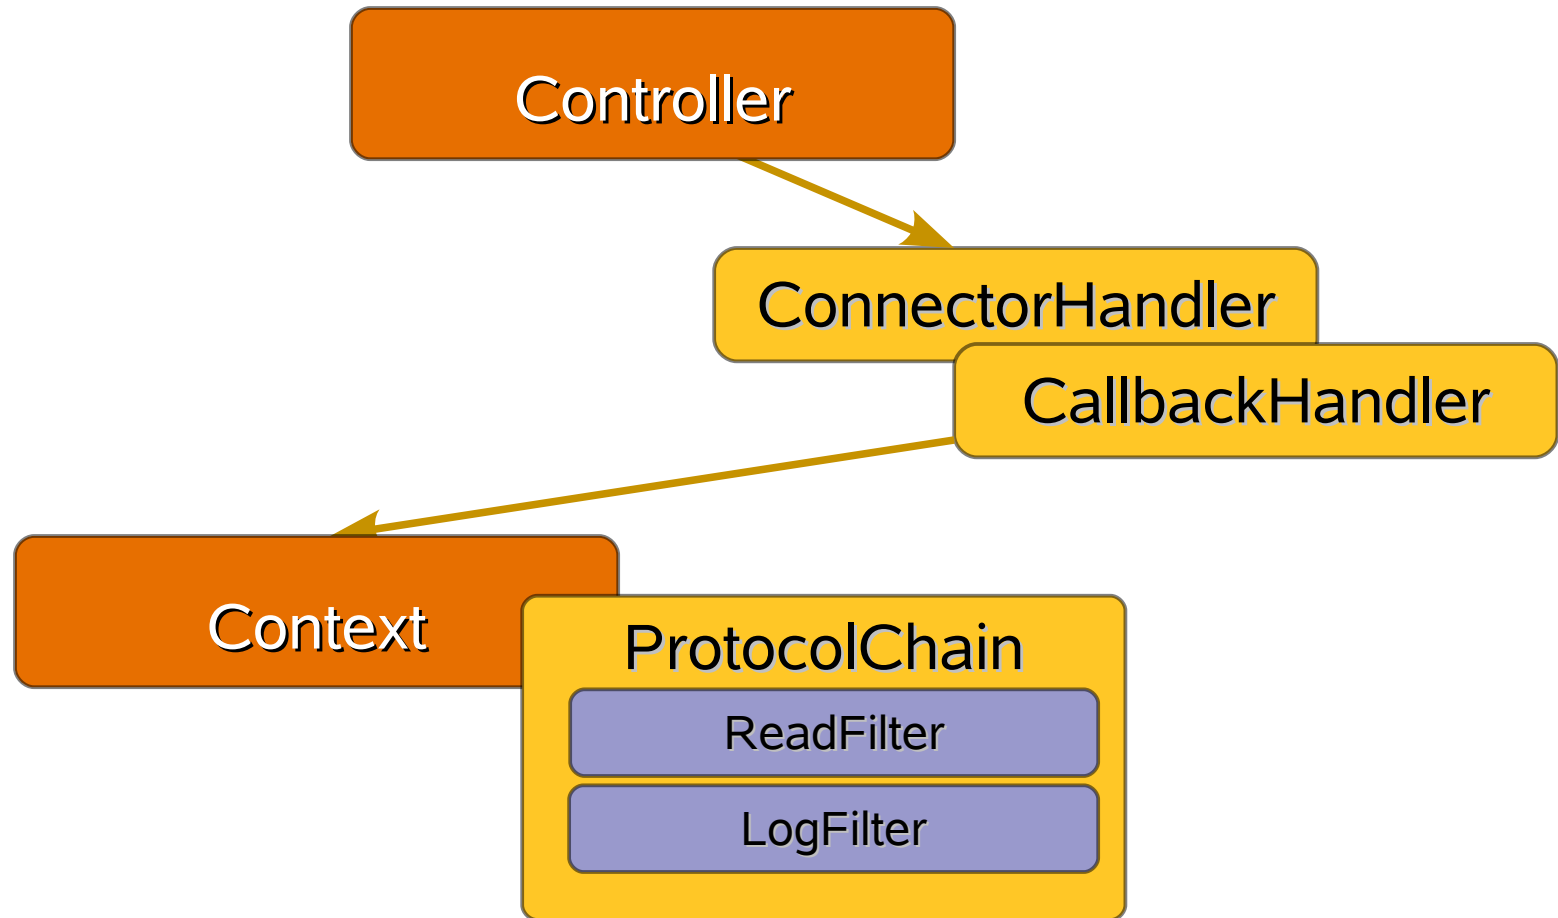 Controller
ConnectorHandler
CallbackHandler
Context
ProtocolChain
ReadFilter
LogFilter